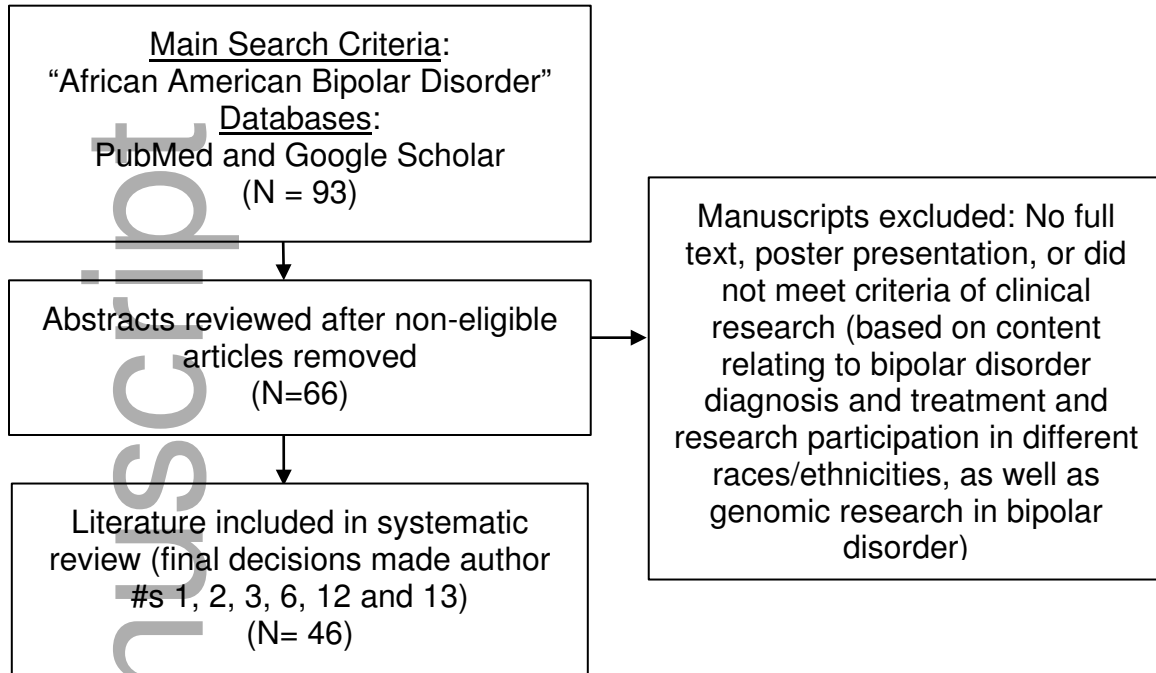 Main Search Criteria:
“African American Bipolar Disorder”
Databases:
PubMed and Google Scholar
(N = 93)
Abstracts reviewed after non-eligible
articles removed
(N=66)
Manuscripts excluded: No full
text, poster presentation, or did
not meet criteria of clinical
research (based on content
relating to bipolar disorder
diagnosis and treatment and
research participation in different
races/ethnicities, as well as
genomic research in bipolar
disorder)
Literature included in systematic
review (final decisions made author
#s 1, 2, 3, 6, 12 and 13)
(N= 46)
nuscript